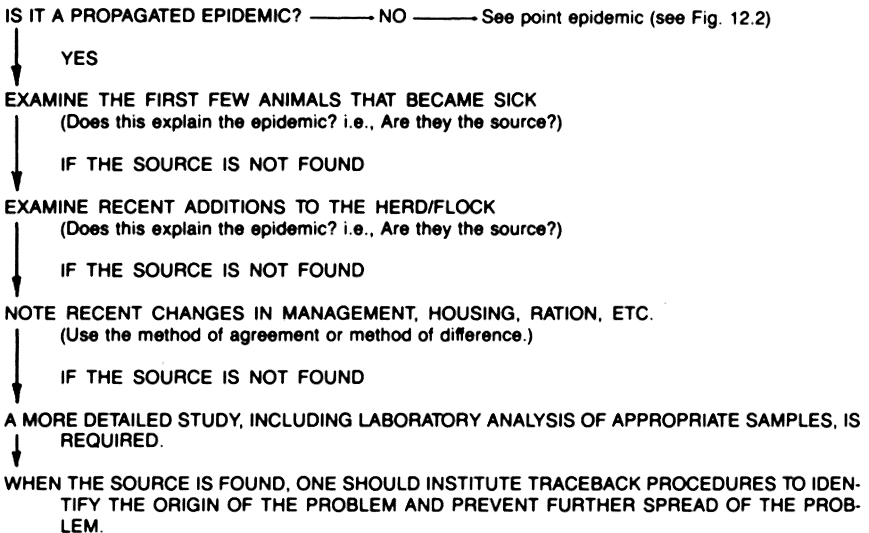 IS IT A PROPAGATED EPIDEMIC? NO See point epidemic (see Fig. 12.2)
YES
EXAMINE THE FIRST FEW ANIMALS THAT BECAME SICK
(Does this explain the epidemic? i.e., Are they the source?)
IF THE SOURCE IS NOT FOUND
EXAMINE RECENT ADDITIONS TO THE HERD/FLOCK
(Does this explain the epidemic? i.e., Are they the source?)
IF THE SOURCE IS NOT FOUND
NOTE RECENT CHANGES IN MANAGEMENT, HOUSING, RATION, ETC.
(Use the method of agreement or method of difference.)
IF THE SOURCE IS NOT FOUND
A MORE DETAILED STUDY, INCLUDING LABORATORY ANALYSIS OF APPROPRIATE SAMPLES, IS
REQUIRED.
WHEN THE SOURCE IS FOUND, ONE SHOULD INSTITUTE TRACEBACK PROCEDURES TO IDEN-
TIFY THE ORIGIN OF THE PROBLEM AND PREVENT FURTHER SPREAD OF THE PROB-
LEM.